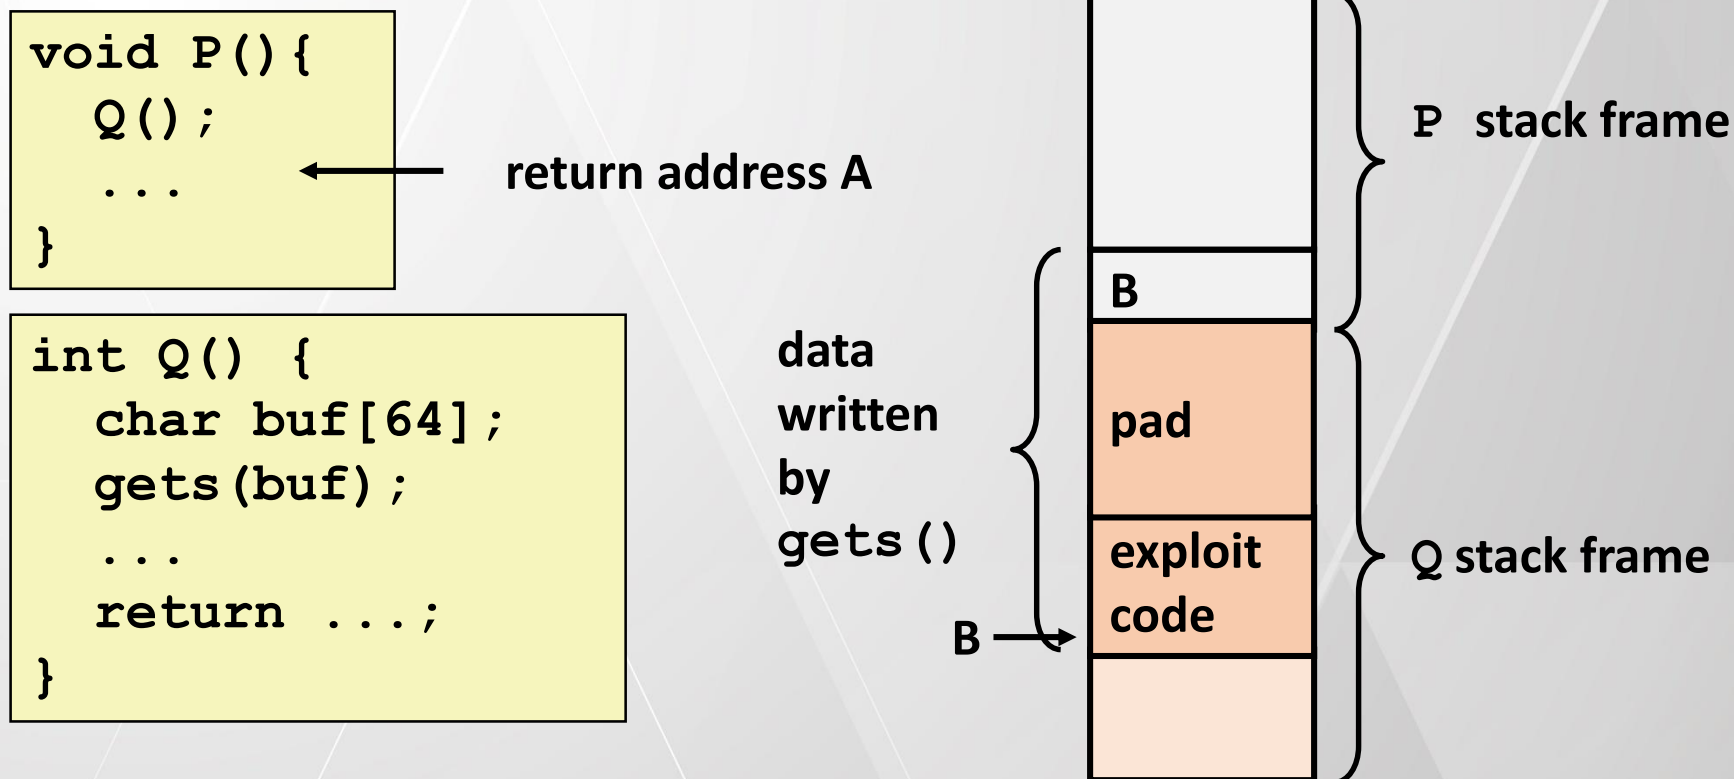 void P(){
  Q();
  ...
}
return address A
int Q() {
  char buf[64];
  gets(buf);
  ...
  return ...;
}
data
written
by
gets()
B
B
pad
exploit
code
P stack frame
Q stack frame